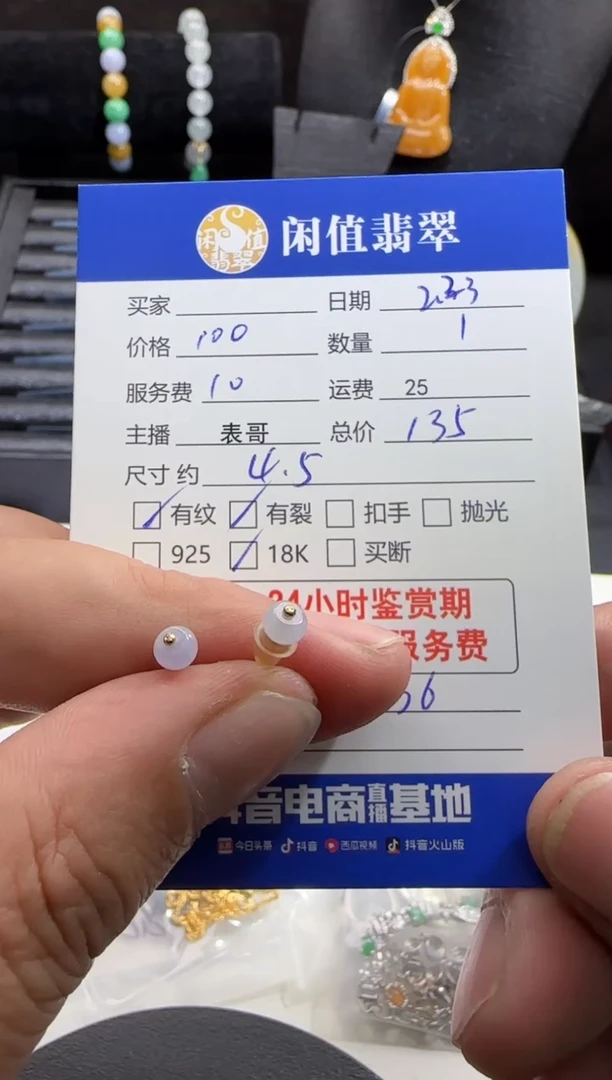 闲值翡翠
闲值翡翠
买家 日期
价格 100 数量 1
服务费 10 运费 25
主播 表哥 总价 135
尺寸 约 4.5
有纹 有裂 扣手 抛光
925 18K 买断
24小时鉴赏期
服务费
6
音电商直播基地
今日头条 抖音 西瓜视频 抖音火山版